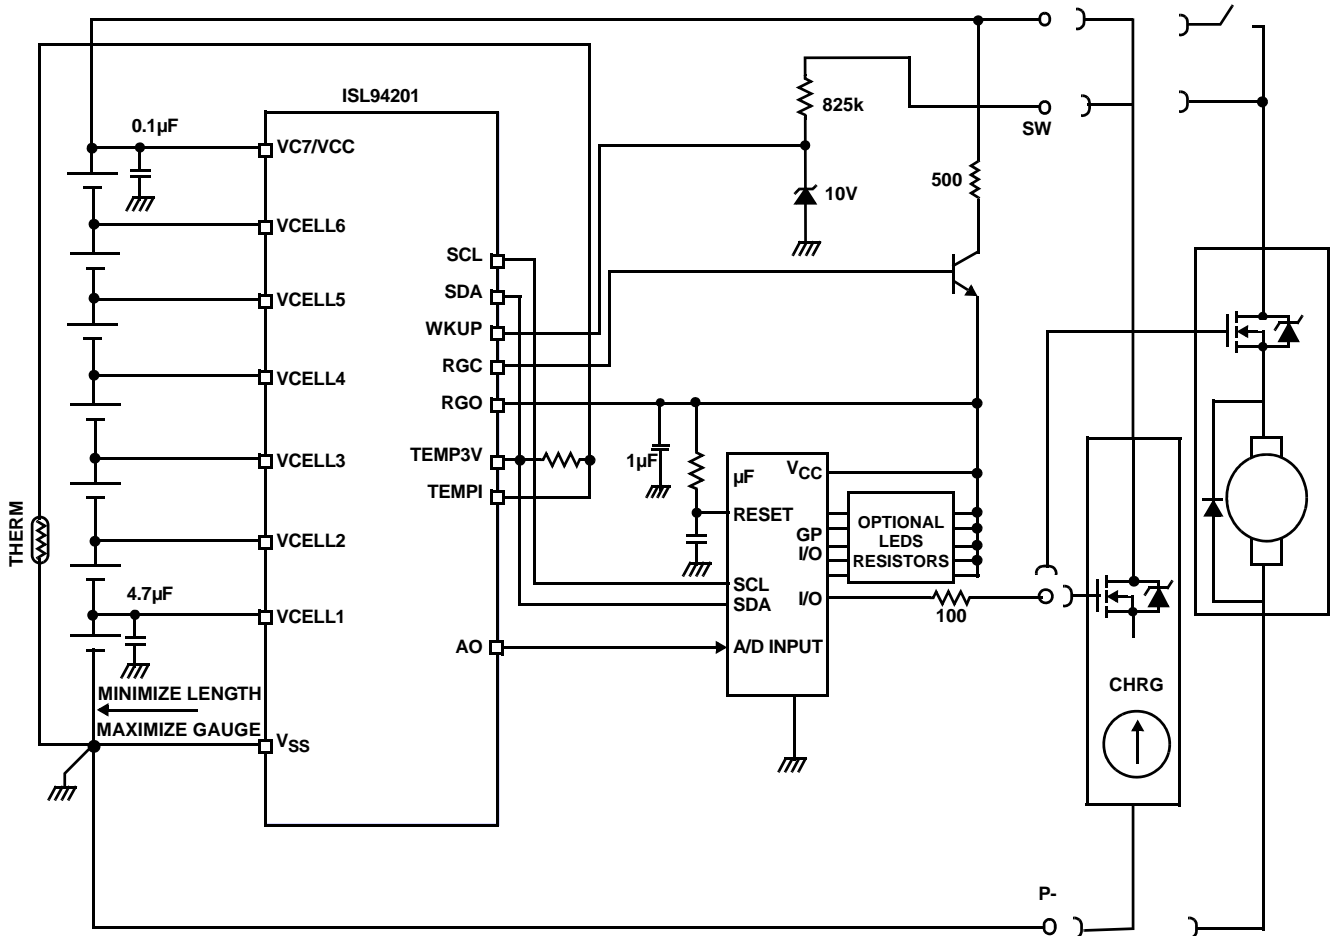 ISL94201
0.1µF
VC7/VCC
825k
SW
500
10V
VCELL6
SCL
SDA
VCELL5
WKUP
RGC
VCELL4
RGO
TEMP3V
VCELL3
1µF
µF
VCC
TEMPI
RESET
OPTIONAL
LEDS
RESISTORS
GP
I/O
THERM
VCELL2
SCL
SDA
I/O
4.7µF
VCELL1
100
AO
A/D INPUT
CHRG
MINIMIZE LENGTH
MAXIMIZE GAUGE
VSS
P-